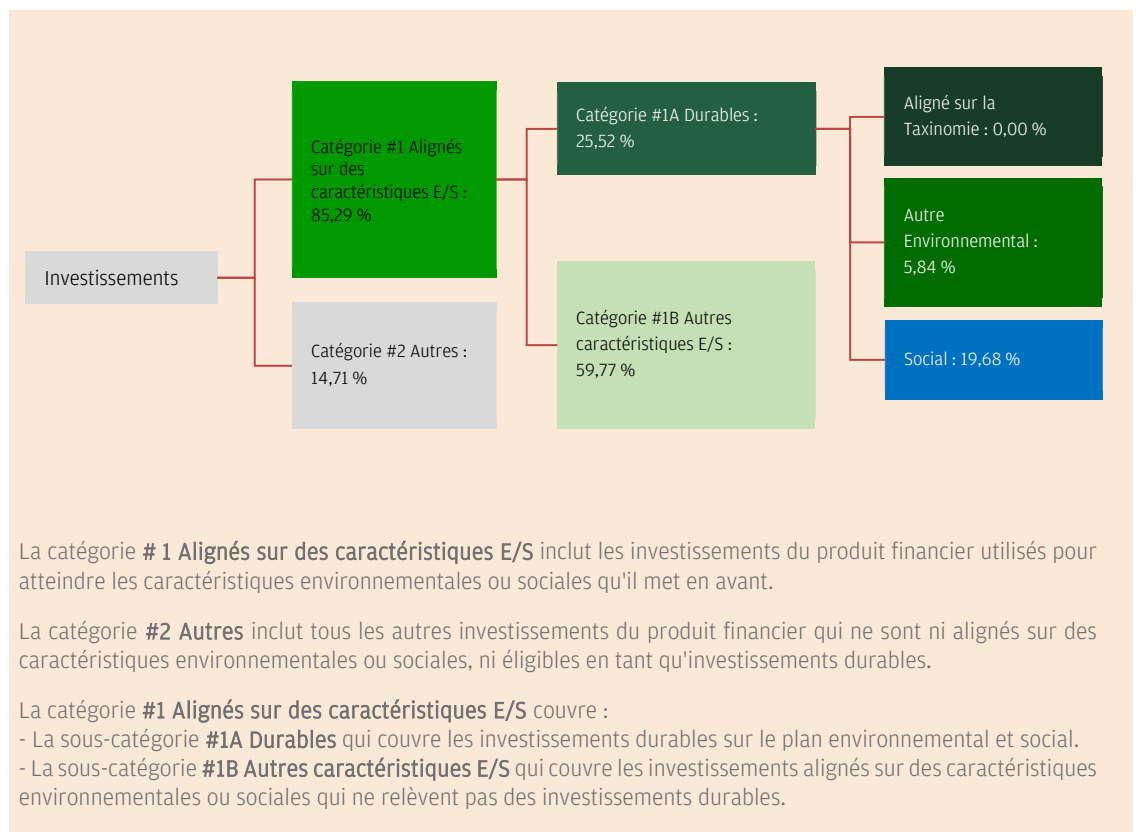 Investissements
Catégorie #1 Alignés
sur des
caractéristiques E/S :
85,29 %
Catégorie #2 Autres :
14,71 %
Catégorie #1A Durables :
25,52 %
Catégorie #1B Autres
caractéristiques E/S :
59,77 %
Aligné sur la
Taxinomie : 0,00 %
Autre
Environnemental :
5,84 %
Social : 19,68 %
La catégorie # 1 Alignés sur des caractéristiques E/S inclut les investissements du produit financier utilisés pour
atteindre les caractéristiques environnementales ou sociales qu'il met en avant.
La catégorie #2 Autres inclut tous les autres investissements du produit financier qui ne sont ni alignés sur des
caractéristiques environnementales ou sociales, ni éligibles en tant qu'investissements durables.
La catégorie #1 Alignés sur des caractéristiques E/S couvre :
- La sous-catégorie #1A Durables qui couvre les investissements durables sur le plan environnemental et social.
- La sous-catégorie #1B Autres caractéristiques E/S qui couvre les investissements alignés sur des caractéristiques
environnementales ou sociales qui ne relèvent pas des investissements durables.